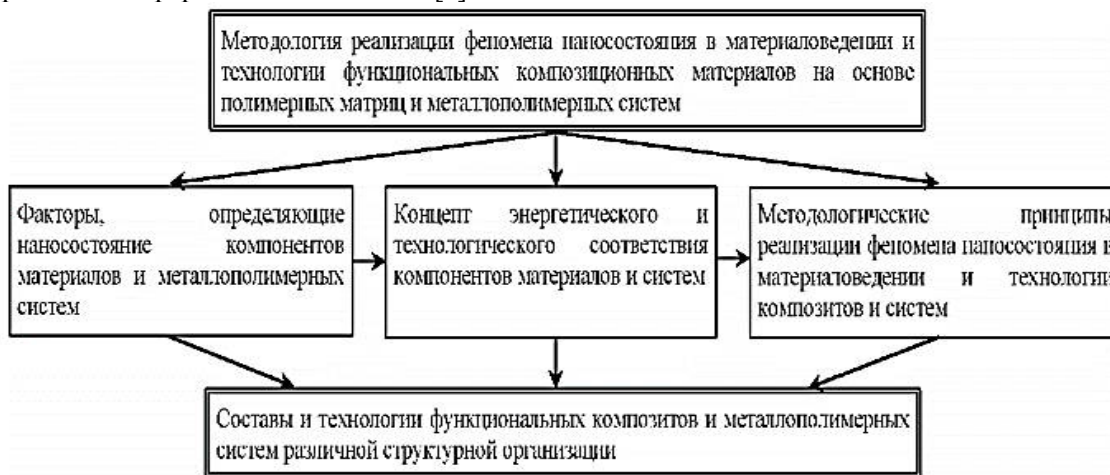 Методология реализации феномена наносостояния в материаловедении и
технологии функциональных композиционных материалов на основе
полимерных матриц и металлополимерных систем
Факторы, определяющие
наносостояние компонентов
материалов и металлополимерных
систем
Концепт энергетического и
технологического соответствия
компонентов материалов и систем
Методологические принципы
реализации феномена наносостояния в
материаловедении и технологии
композитов и систем
Составы и технологии функциональных композитов и металлополимерных
систем различной структурной организации